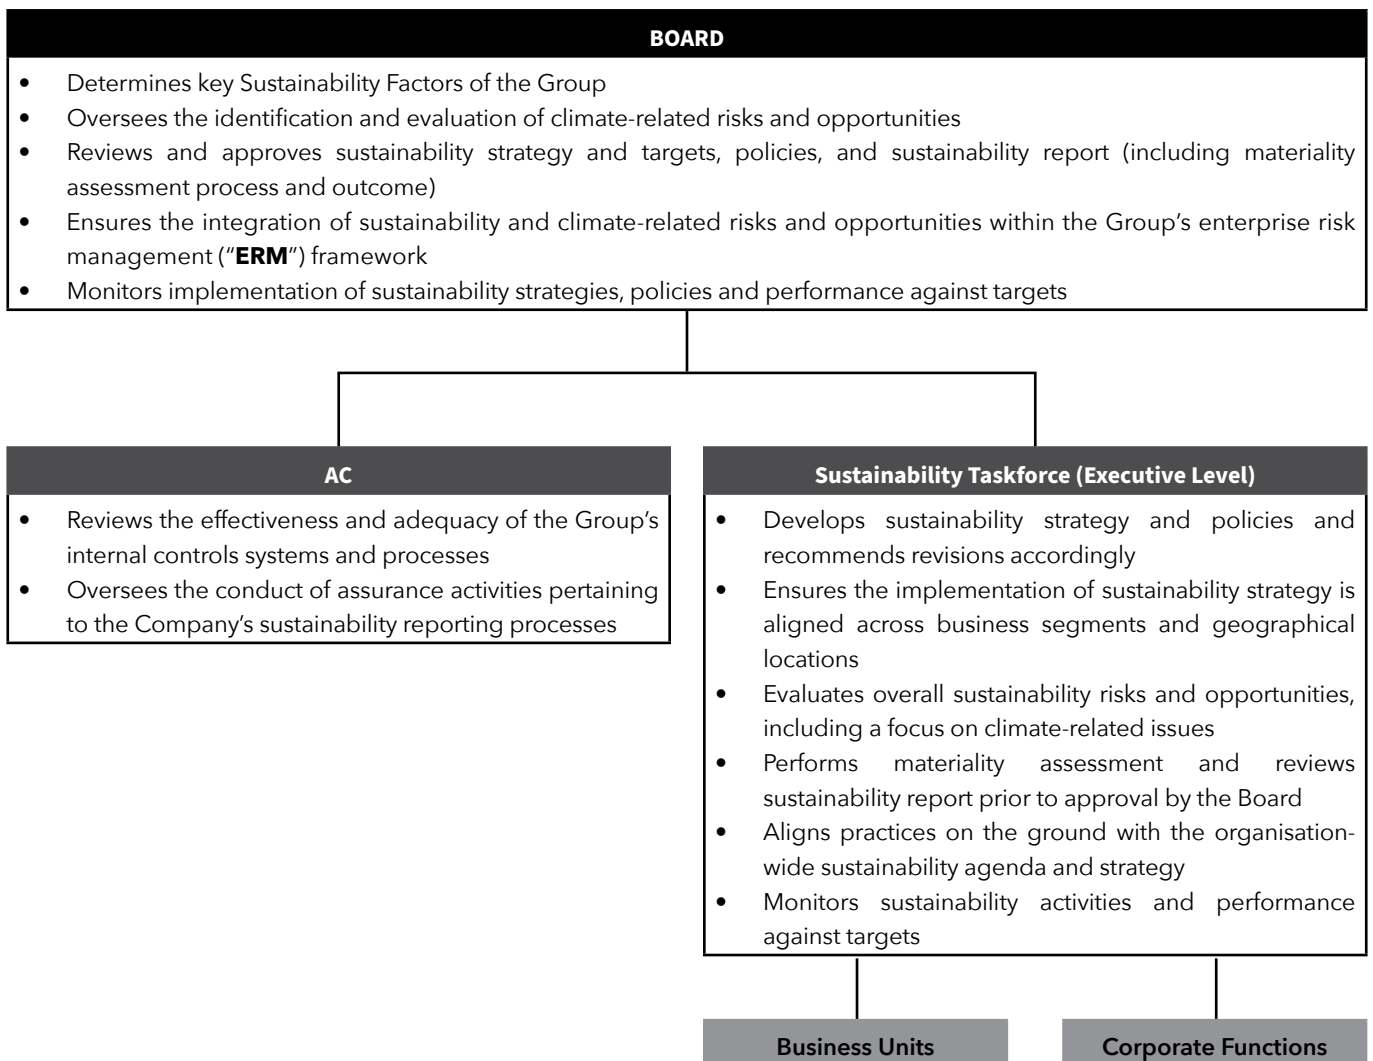 BOARD
• Determines key Sustainability Factors of the Group
• Oversees the identification and evaluation of climate-related risks and opportunities
• Reviews and approves sustainability strategy and targets, policies, and sustainability report (including materiality
assessment process and outcome)
• Ensures the integration of sustainability and climate-related risks and opportunities within the Group’s enterprise risk
management (“ERM”) framework
• Monitors implementation of sustainability strategies, policies and performance against targets
AC
• Reviews the effectiveness and adequacy of the Group’s
internal controls systems and processes
• Oversees the conduct of assurance activities pertaining
to the Company’s sustainability reporting processes
Sustainability Taskforce (Executive Level)
• Develops sustainability strategy and policies and
recommends revisions accordingly
• Ensures the implementation of sustainability strategy is
aligned across business segments and geographical
locations
• Evaluates overall sustainability risks and opportunities,
including a focus on climate-related issues
• Performs materiality assessment and reviews
sustainability report prior to approval by the Board
• Aligns practices on the ground with the organisation-
wide sustainability agenda and strategy
• Monitors sustainability activities and performance
against targets
Business Units
Corporate Functions